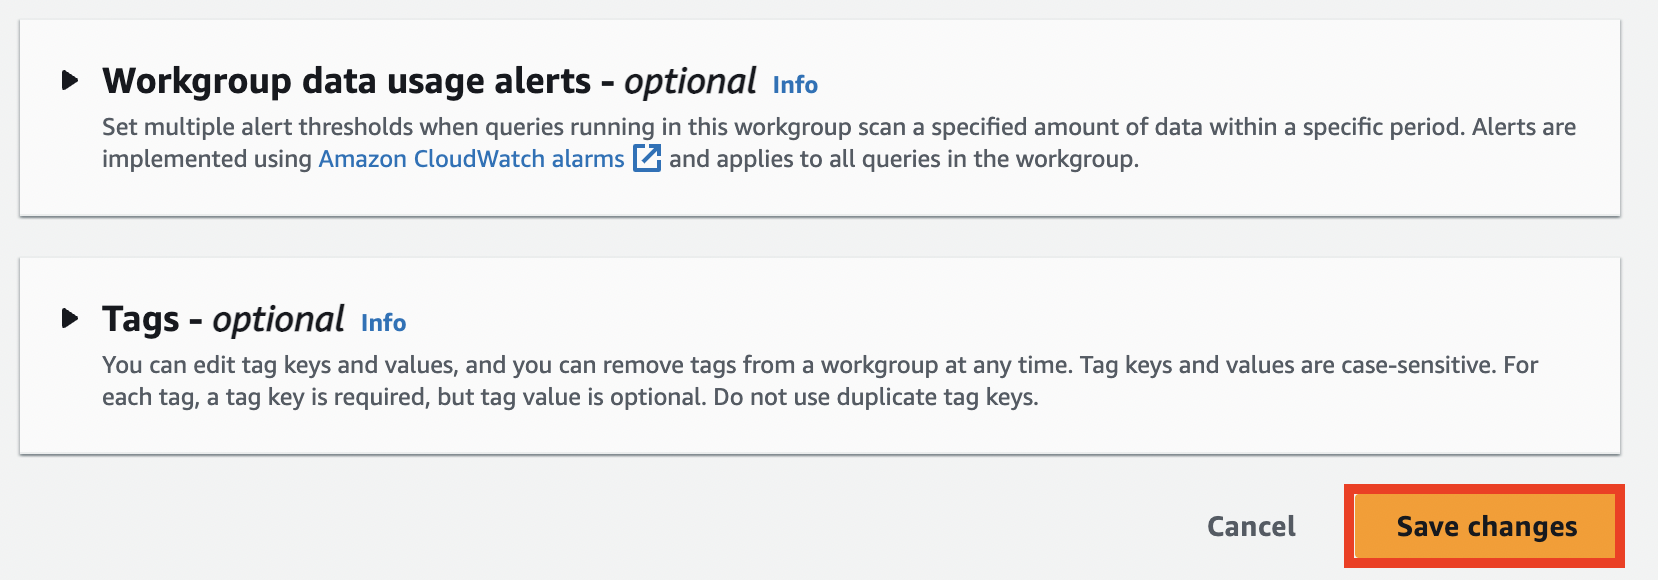 Workgroup data usage alerts - optional Info
Set multiple alert thresholds when queries running in this workgroup scan a specified amount of data within a specific period. Alerts are
implemented using Amazon CloudWatch alarms and applies to all queries in the workgroup.
Tags - optional Info
You can edit tag keys and values, and you can remove tags from a workgroup at any time. Tag keys and values are case-sensitive. For
each tag, a tag key is required, but tag value is optional. Do not use duplicate tag keys.
Cancel Save changes